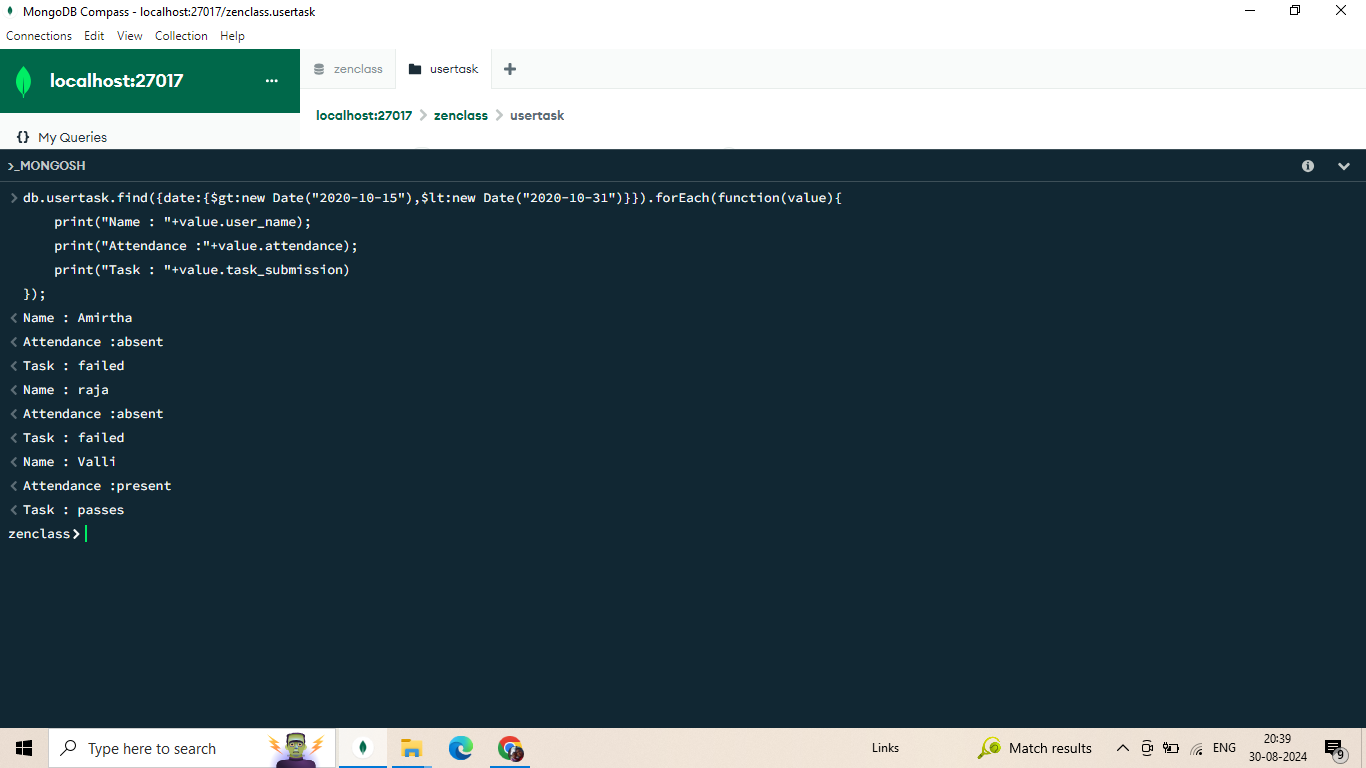 MongoDB Compass - localhost:27017/zenclass.usertask
Connections Edit View Collection Help
localhost:27017 ...
zenclass usertask +
localhost:27017 > zenclass > usertask
{} My Queries
>_MONGOSH
> db.usertask.find({date:{$gt:new Date("2020-10-15"),$lt:new Date("2020-10-31")}}).forEach(function(value){
print("Name : "+value.user_name);
print("Attendance :"+value.attendance);
print("Task : "+value.task_submission)
});
< Name : Amirtha
< Attendance :absent
< Task : failed
< Name : raja
< Attendance :absent
< Task : failed
< Name : Valli
< Attendance :present
< Task : passes
zenclass>
Type here to search
Links
Match results
ENG
20:39
30-08-2024
9